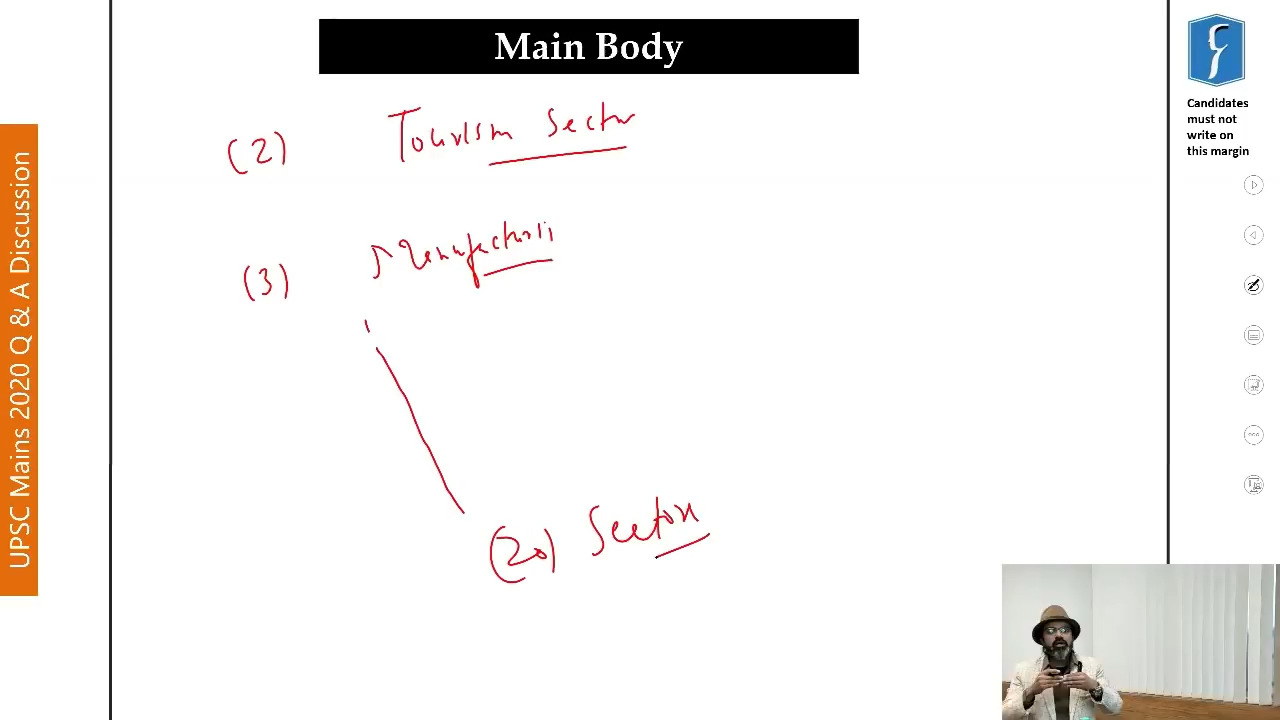 Main Body
Candidates
must not
write on
this margin
UPSC Mains 2020 Q & A Discussion
(2) Tourism Sector
(3)
(20) Sector